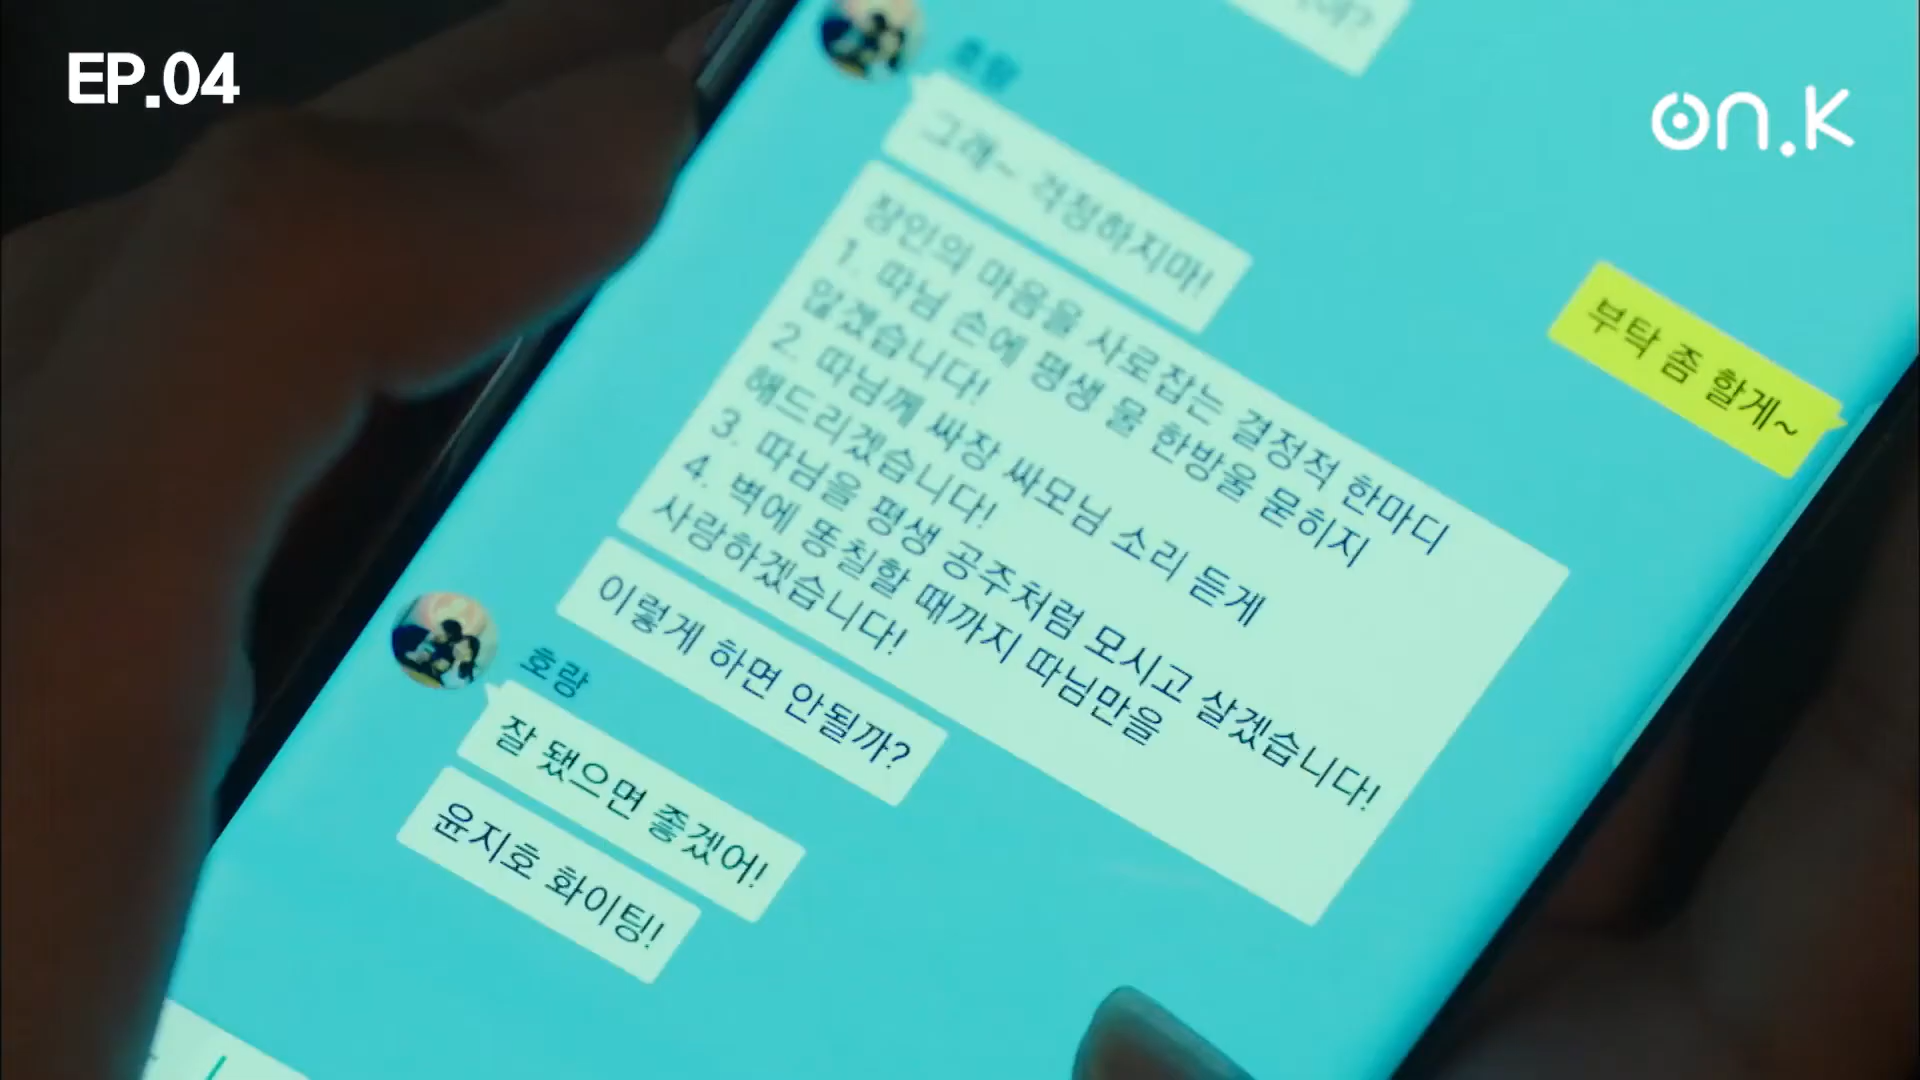 EP.04
on.K
호랑
그래~ 걱정하지마!
부탁 좀 할게~
장인의 마음을 사로잡는 결정적 한마디
1. 따님 손에 평생 물 한방울 묻히지
않겠습니다!
2. 따님께 싸장 싸모님 소리 듣게
해드리겠습니다!
3. 따님을 평생 공주처럼 모시고 살겠습니다!
4. 벽에 똥칠할 때까지 따님만을
사랑하겠습니다!
이렇게 하면 안될까?
호랑
잘 됐으면 좋겠어!
윤지호 화이팅!